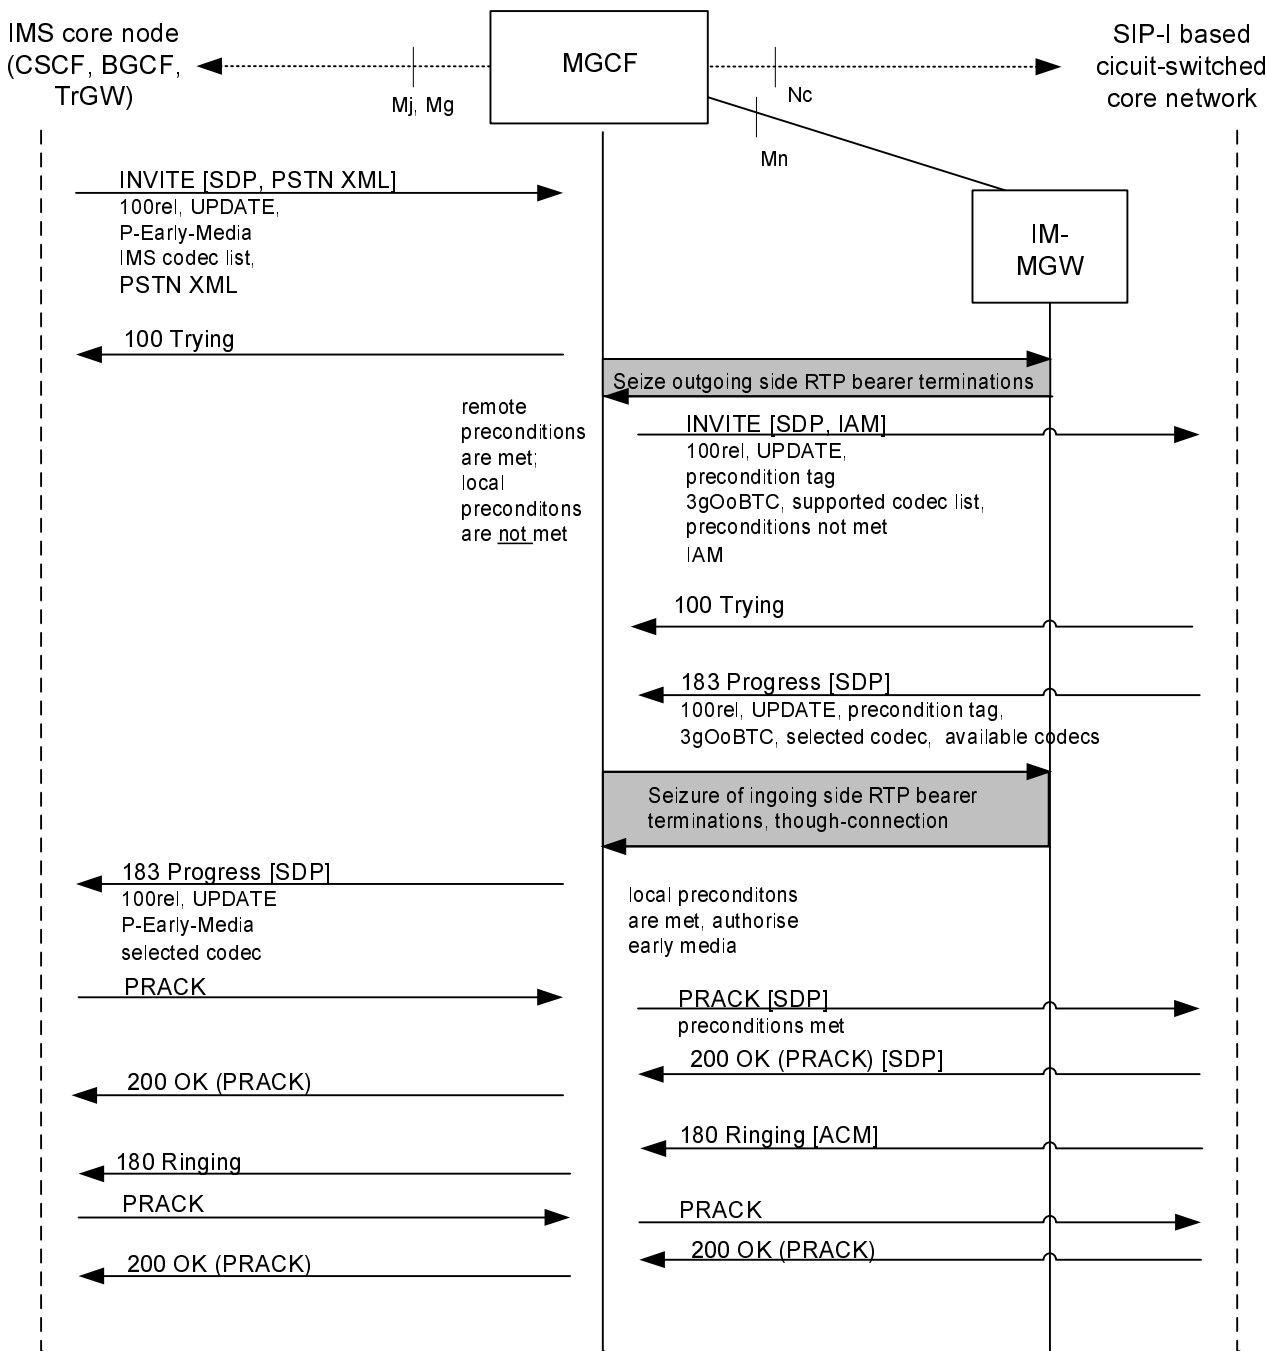 IMS core node
(CSCF, BGCF,
TrGW)
MGCF
SIP-I based
cicuit-switched
core network
Mj, Mg
Nc
Mn
IM-
MGW
INVITE [SDP, PSTN XML]
100rel, UPDATE,
P-Early-Media
IMS codec list,
PSTN XML
100 Trying
Seize outgoing side RTP bearer terminations
remote
preconditions
are met;
local
preconditons
are not met
INVITE [SDP, IAM]
100rel, UPDATE,
precondition tag
3gOoBTC, supported codec list,
preconditions not met
IAM
100 Trying
183 Progress [SDP]
100rel, UPDATE, precondition tag,
3gOoBTC, selected codec, available codecs
Seizure of ingoing side RTP bearer
terminations, though-connection
183 Progress [SDP]
100rel, UPDATE
P-Early-Media
selected codec
local preconditons
are met, authorise
early media
PRACK
PRACK [SDP]
preconditions met
200 OK (PRACK) [SDP]
200 OK (PRACK)
180 Ringing [ACM]
180 Ringing
PRACK
PRACK
200 OK (PRACK)
200 OK (PRACK)